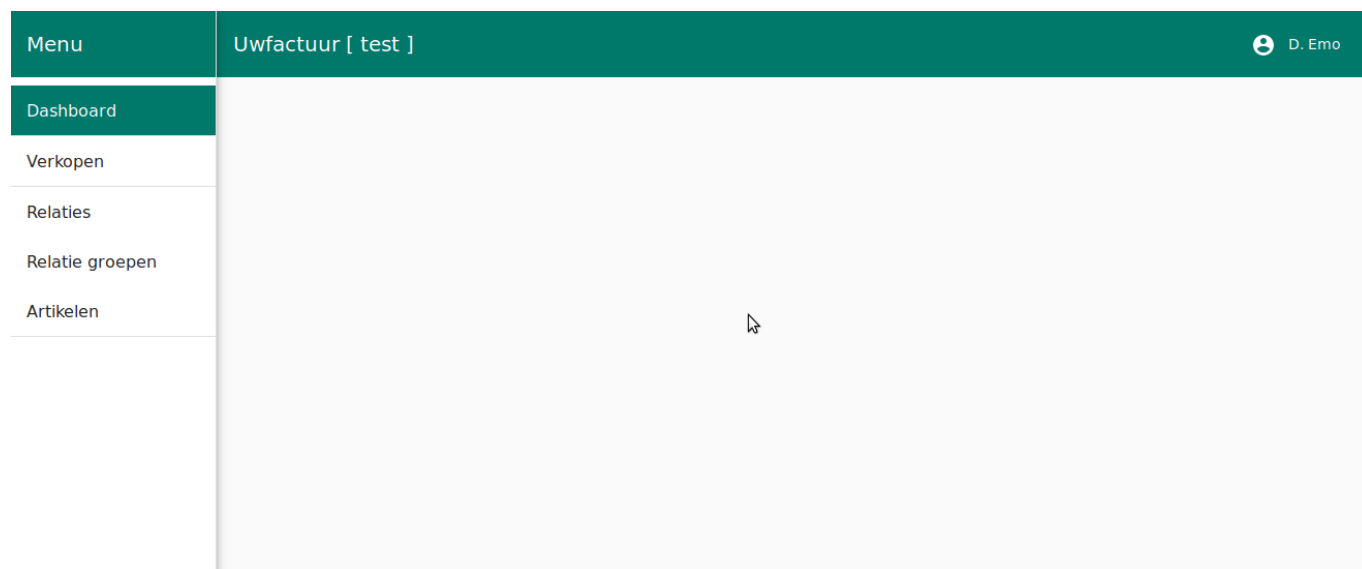 Menu
Uwfactuur [ test ]
D. Emo
Dashboard
Verkopen
Relaties
Relatie groepen
Artikelen